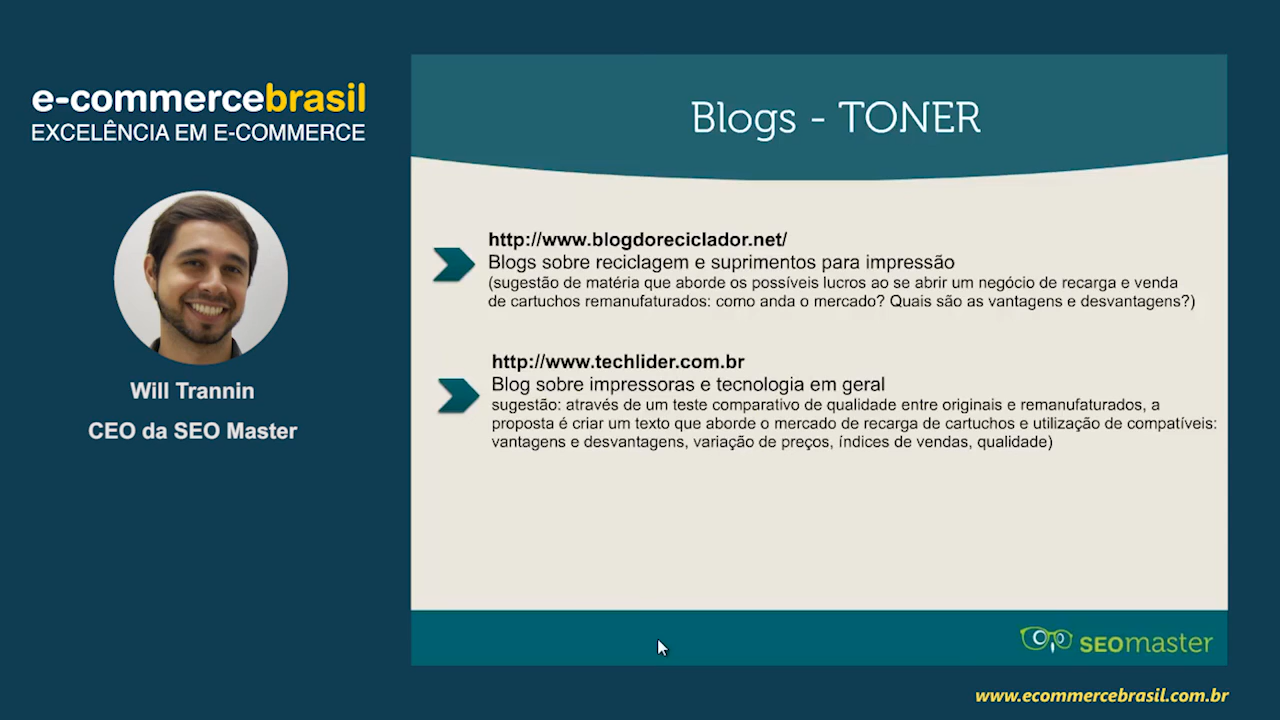 e-commercebrasil
EXCELÊNCIA EM E-COMMERCE
Will Trannin
CEO da SEO Master
Blogs - TONER
http://www.blogdoreciclador.net/
Blogs sobre reciclagem e suprimentos para impressão
(sugestão de matéria que aborde os possíveis lucros ao se abrir um negócio de recarga e venda
de cartuchos remanufaturados: como anda o mercado? Quais são as vantagens e desvantagens?)
http://www.techlider.com.br
Blog sobre impressoras e tecnologia em geral
sugestão: através de um teste comparativo de qualidade entre originais e remanufaturados, a
proposta é criar um texto que aborde o mercado de recarga de cartuchos e utilização de compatíveis:
vantagens e desvantagens, variação de preços, índices de vendas, qualidade)
SEOmaster
www.ecommercebrasil.com.br